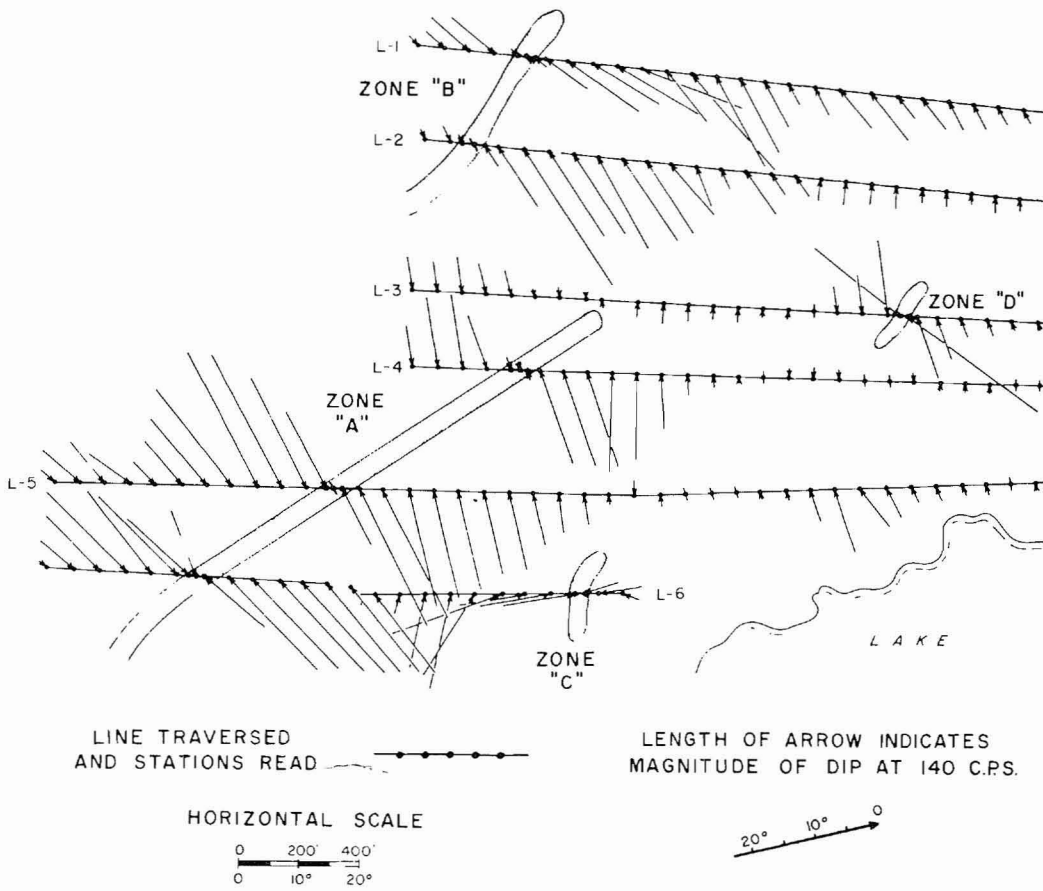 L-1
ZONE "B"
L-2
L-3
ZONE "D"
L-4
ZONE
"A"
L-5
L-6
ZONE
"C"
LAKE
LINE TRAVERSED
AND STATIONS READ
LENGTH OF ARROW INDICATES
MAGNITUDE OF DIP AT 140 C.P.S.
HORIZONTAL SCALE
0 200' 400'
0 10° 20°
20° 10° 0